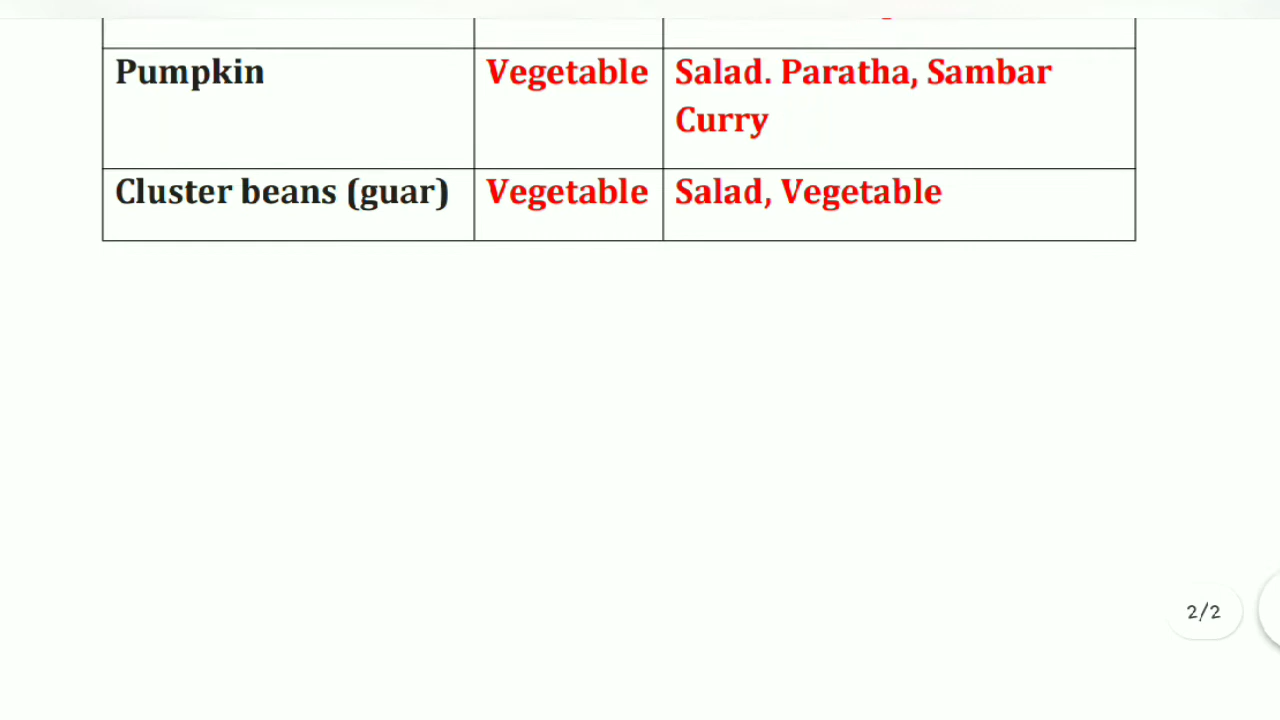 Pumpkin Vegetable Salad. Paratha, Sambar
Curry
Cluster beans (guar) Vegetable Salad, Vegetable
2/2